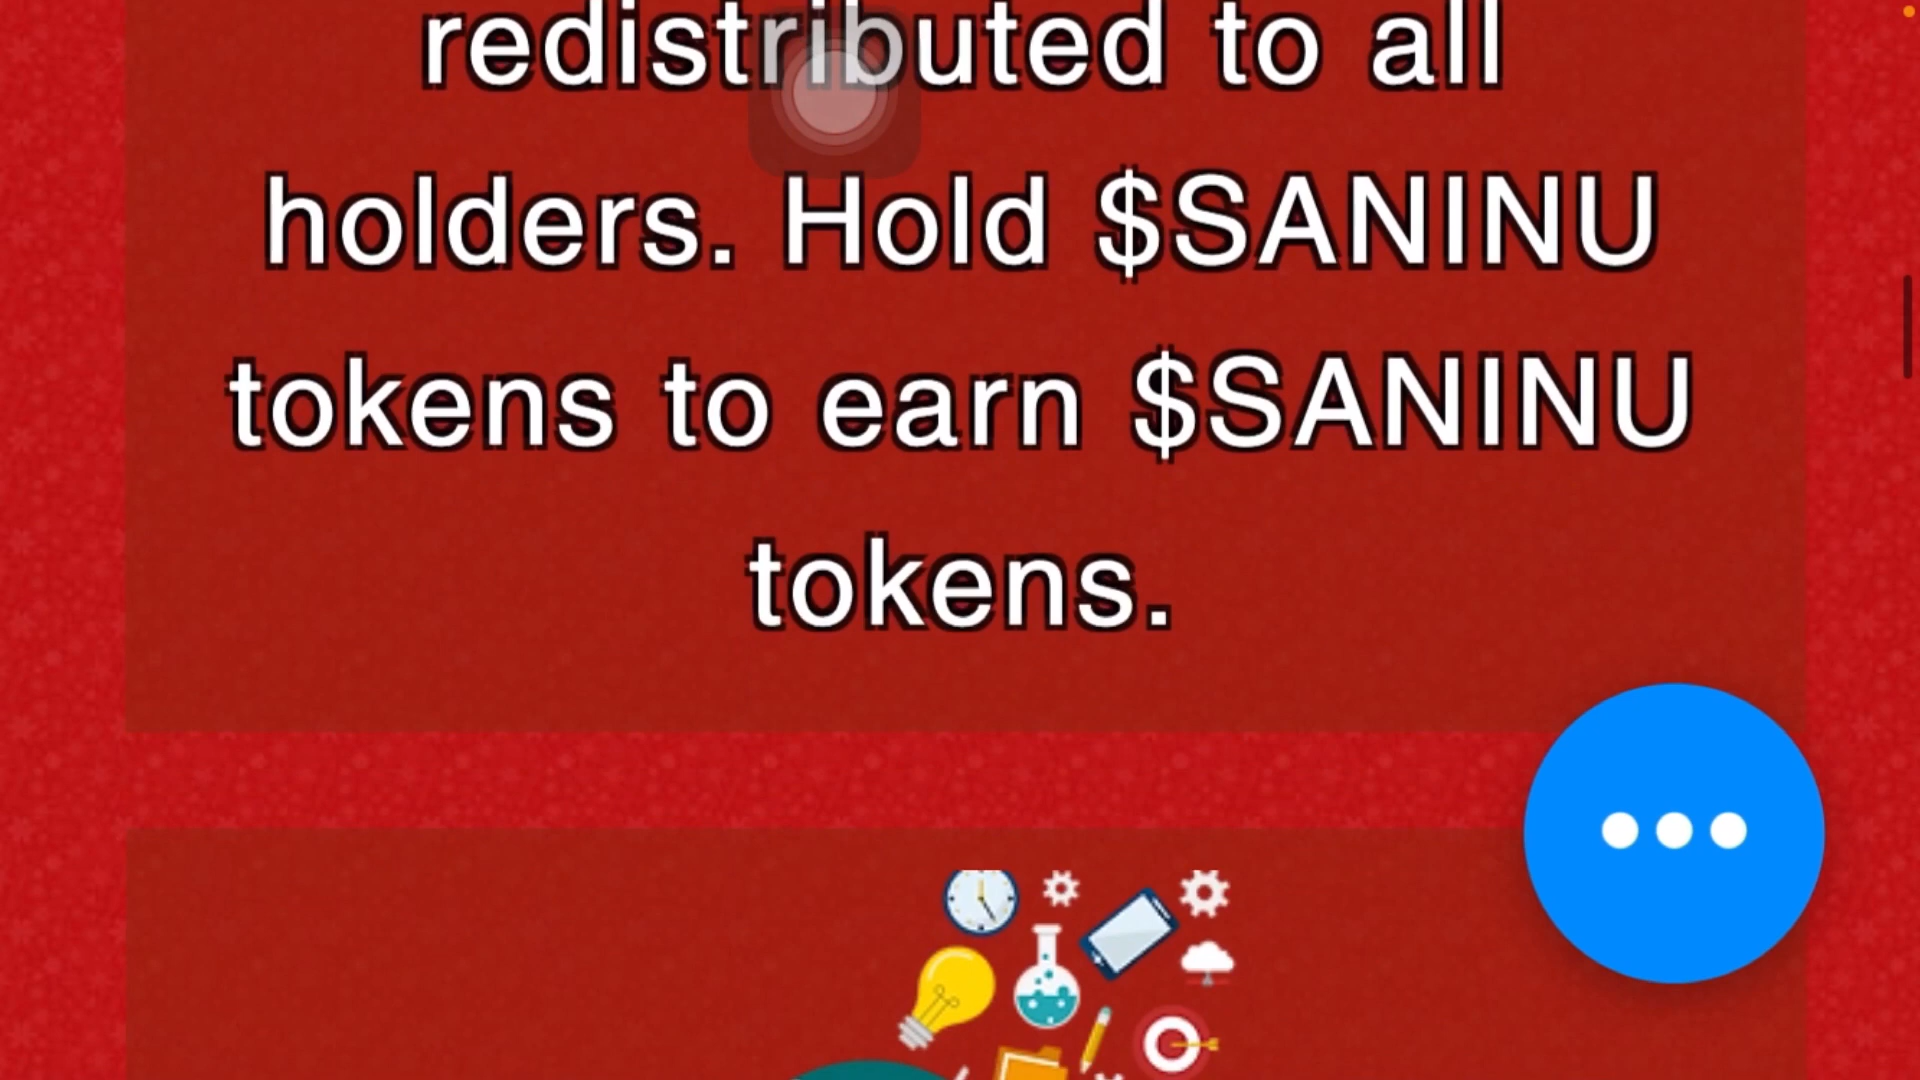 redistributed to all
holders. Hold $SANINU
tokens to earn $SANINU
tokens.